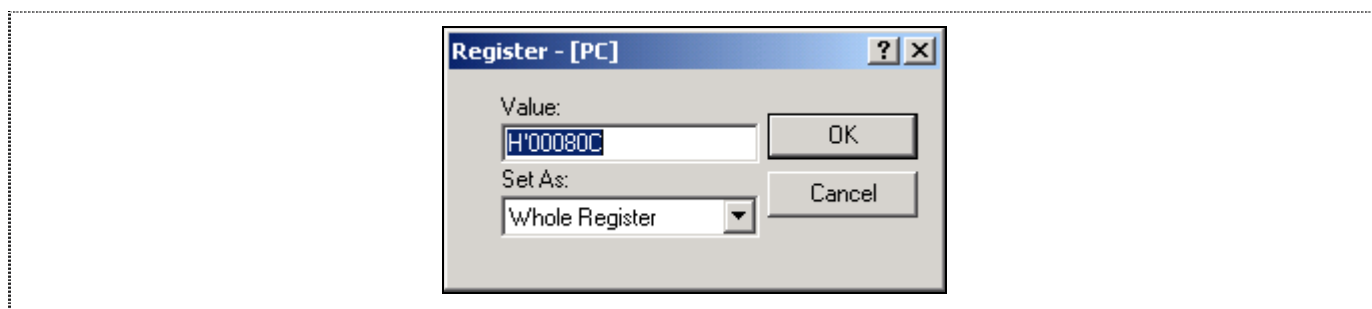 Register - [PC]
Value:
H'00080C
OK
Set As:
Whole Register
Cancel